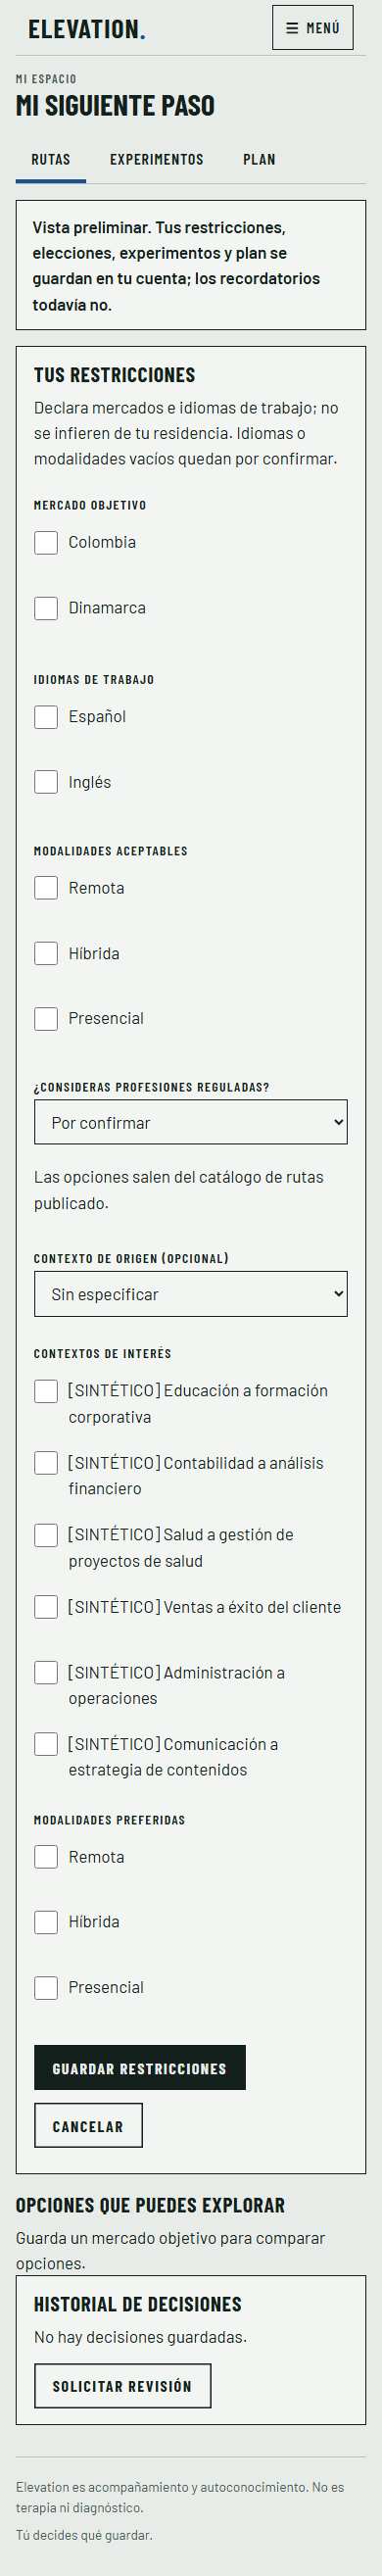 ELEVATION.
☰ MENÚ
MI ESPACIO
MI SIGUIENTE PASO
RUTAS EXPERIMENTOS PLAN
Vista preliminar. Tus restricciones,
elecciones, experimentos y plan se
guardan en tu cuenta; los recordatorios
todavía no.
TUS RESTRICCIONES
Declara mercados e idiomas de trabajo; no
se infieren de tu residencia. Idiomas o
modalidades vacíos quedan por confirmar.
MERCADO OBJETIVO
Colombia
Dinamarca
IDIOMAS DE TRABAJO
Español
Inglés
MODALIDADES ACEPTABLES
Remota
Híbrida
Presencial
¿CONSIDERAS PROFESIONES REGULADAS?
Por confirmar
Las opciones salen del catálogo de rutas
publicado.
CONTEXTO DE ORIGEN (OPCIONAL)
Sin especificar
CONTEXTOS DE INTERÉS
[SINTÉTICO] Educación a formación
corporativa
[SINTÉTICO] Contabilidad a análisis
financiero
[SINTÉTICO] Salud a gestión de
proyectos de salud
[SINTÉTICO] Ventas a éxito del cliente
[SINTÉTICO] Administración a
operaciones
[SINTÉTICO] Comunicación a
estrategia de contenidos
MODALIDADES PREFERIDAS
Remota
Híbrida
Presencial
GUARDAR RESTRICCIONES
CANCELAR
OPCIONES QUE PUEDES EXPLORAR
Guarda un mercado objetivo para comparar
opciones.
HISTORIAL DE DECISIONES
No hay decisiones guardadas.
SOLICITAR REVISIÓN
Elevation es acompañamiento y autoconocimiento. No es
terapia ni diagnóstico.
Tú decides qué guardar.